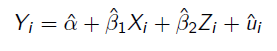 Yᵢ = α̂ + β̂₁Xᵢ + β̂₂Zᵢ + ûᵢ